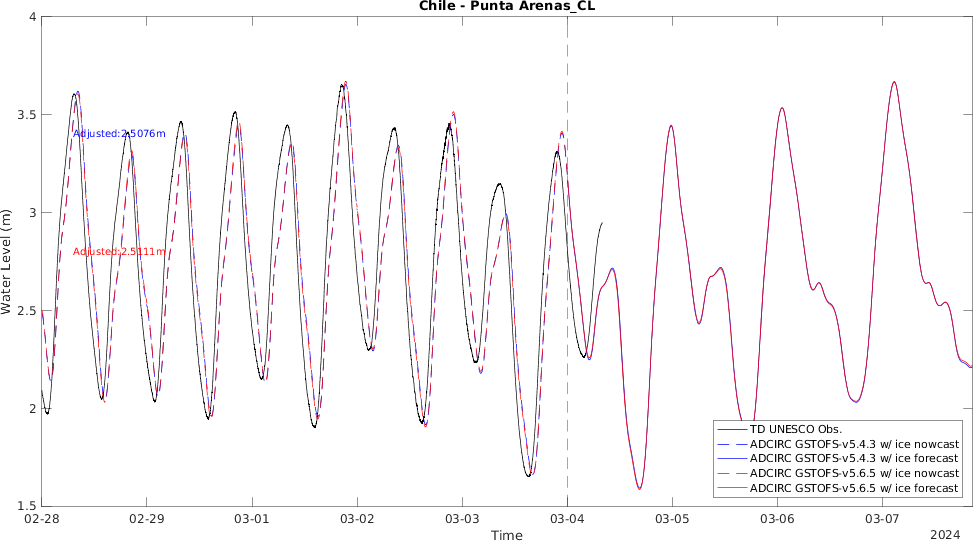 Chile - Punta Arenas_CL
4
3.5
3
2.5
2
1.5
Water Level (m)
Adjusted:2.5076m
Adjusted:2.5111m
TD UNESCO Obs.
ADCIRC GSTOFS-v5.4.3 w/ ice nowcast
ADCIRC GSTOFS-v5.4.3 w/ ice forecast
ADCIRC GSTOFS-v5.6.5 w/ ice nowcast
ADCIRC GSTOFS-v5.6.5 w/ ice forecast
02-28 02-29 03-01 03-02 03-03 03-04 03-05 03-06 03-07
Time
2024